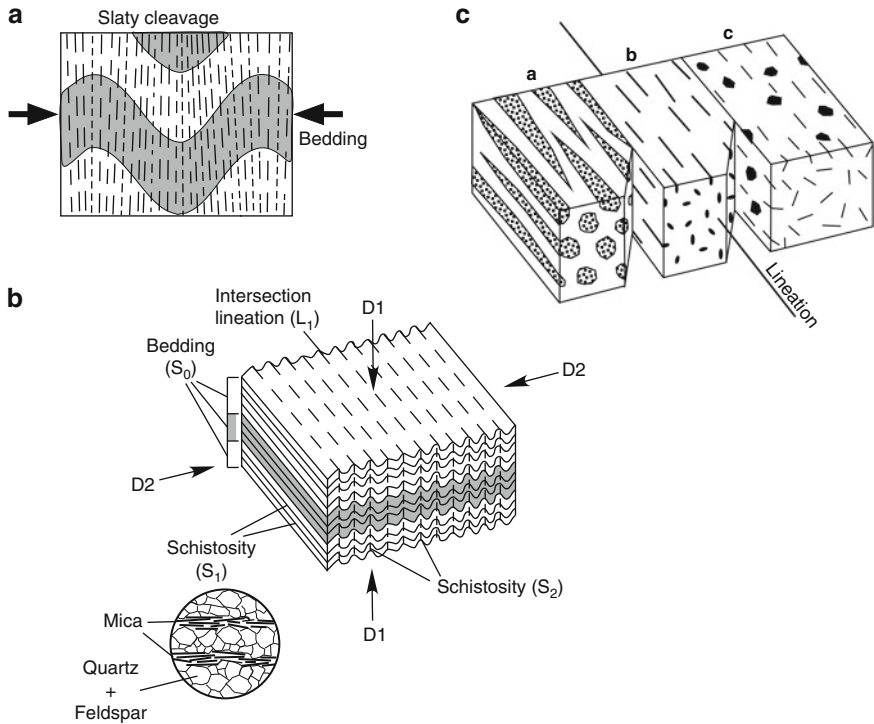 a
Slaty cleavage
Bedding
b
Intersection
lineation (L₁)
D1
Bedding
(S₀)
D2
D2
Schistosity
(S₁)
Schistosity (S₂)
D1
Mica
Quartz
+
Feldspar
c
a
b
c
Lineation